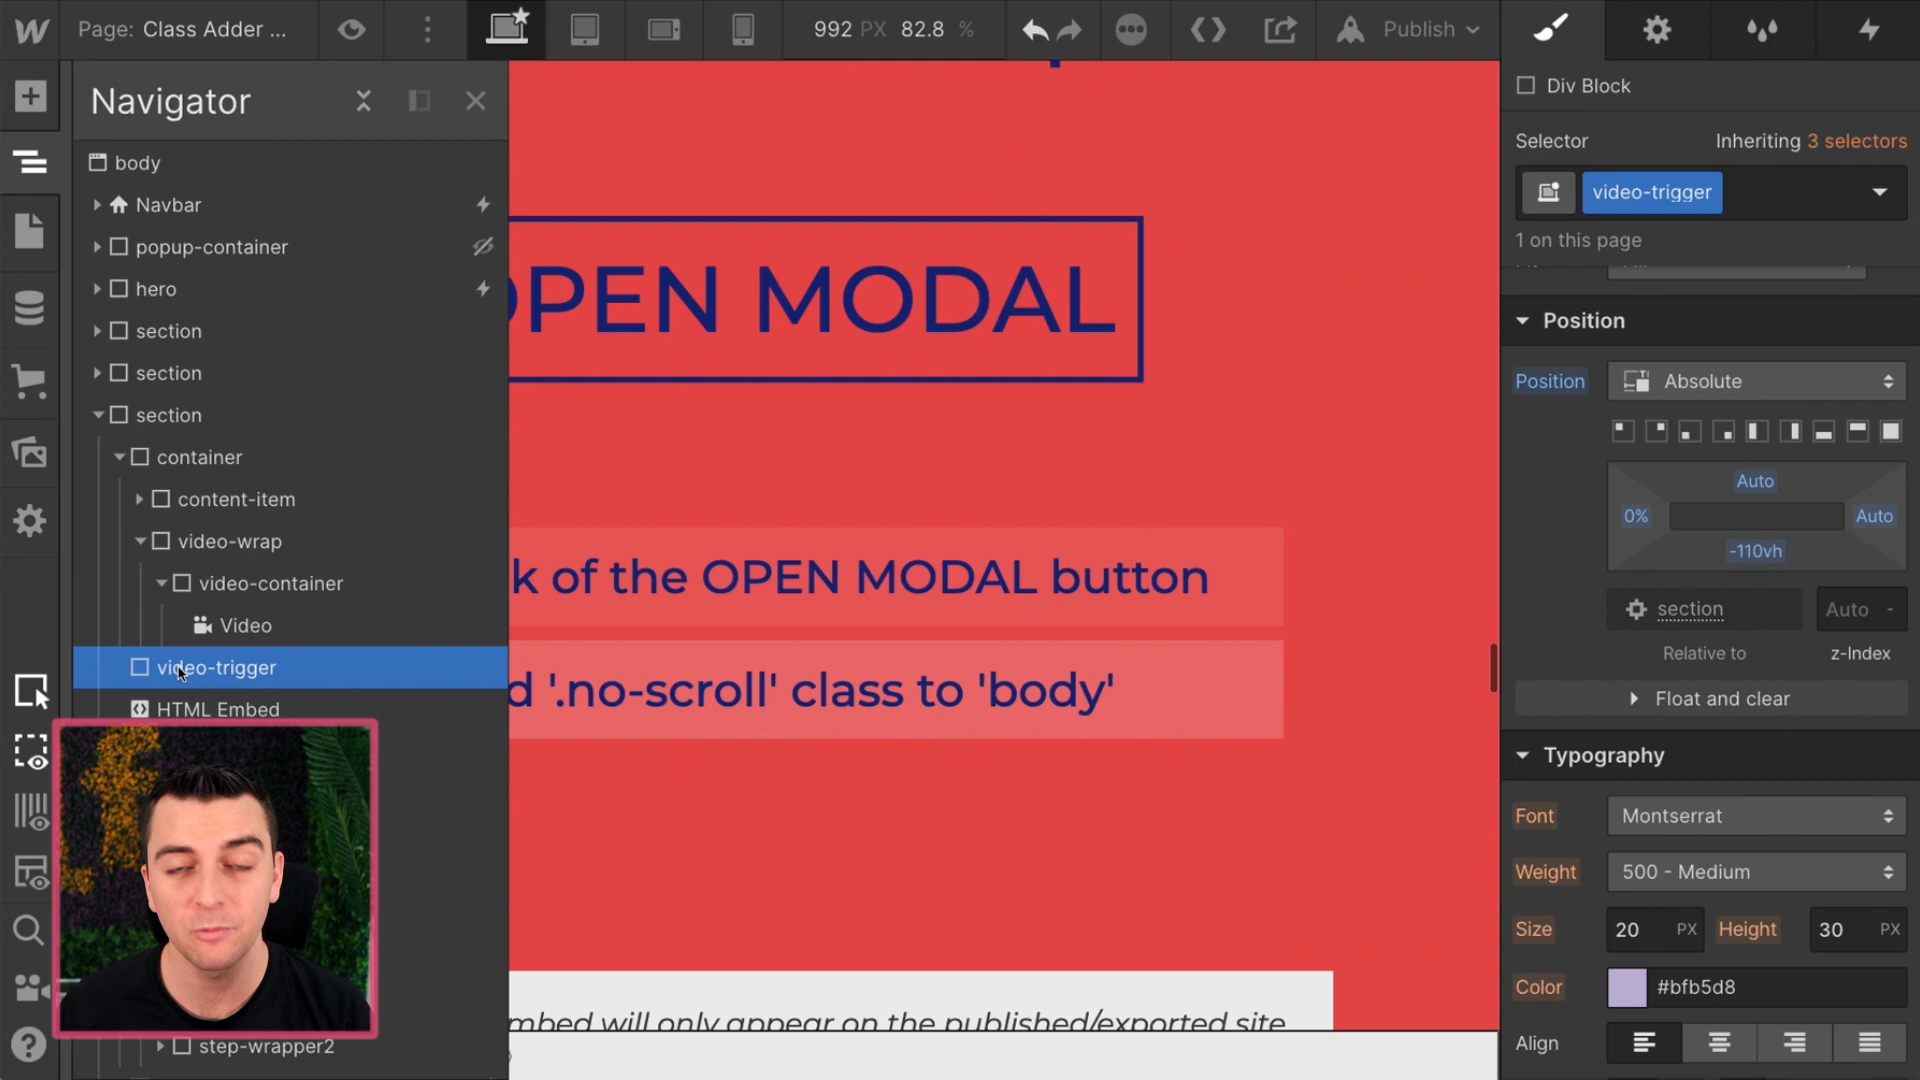 Page: Class Adder ...
992 PX 82.8 %
Publish
Navigator
body
Navbar
popup-container
hero
section
section
section
container
content-item
video-wrap
video-container
Video
video-trigger
HTML Embed
step-wrapper2
OPEN MODAL
k of the OPEN MODAL button
d '.no-scroll' class to 'body'
mbed will only appear on the published/exported site
Div Block
Selector Inheriting 3 selectors
video-trigger
1 on this page
Position
Position Absolute
Auto
0% Auto
-110vh
section Auto -
Relative to z-Index
Float and clear
Typography
Font Montserrat
Weight 500 - Medium
Size 20 PX Height 30 PX
Color #bfb5d8
Align